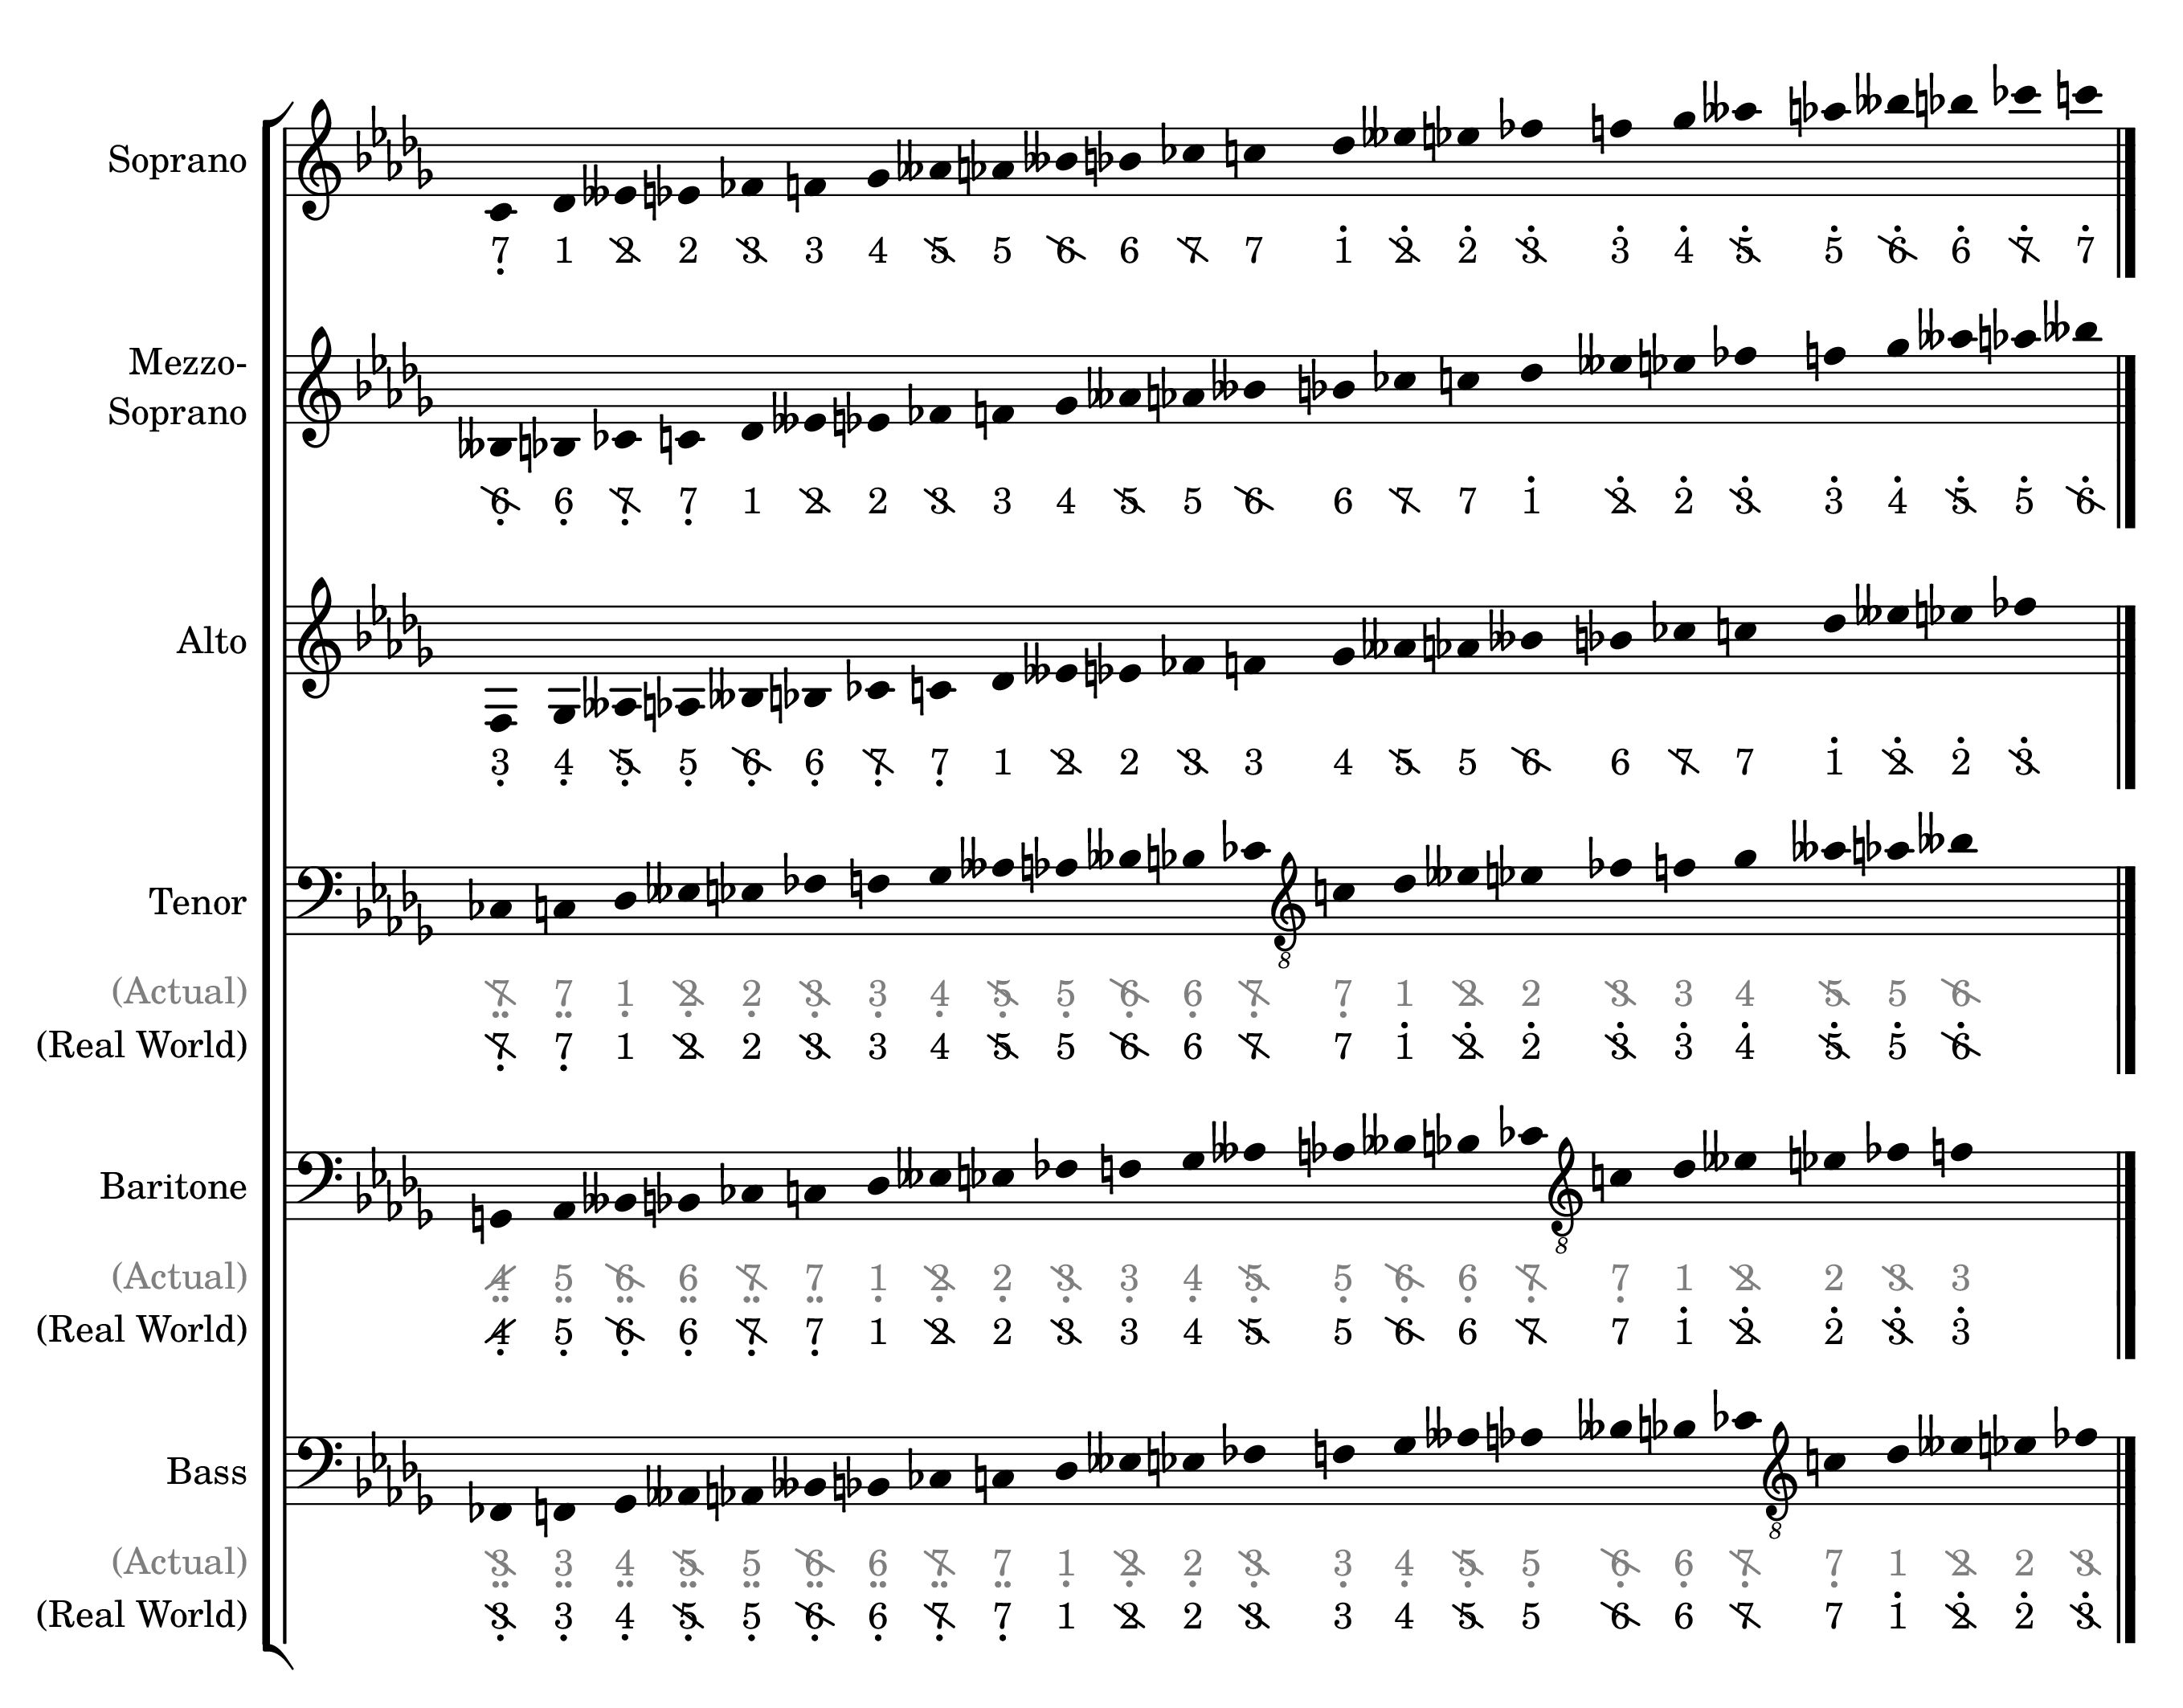 Soprano
7 1 2 2 3 3 4 5 5 6 6 7 7 1 2 2 3 3 4 5 5 6 6 7 7
Mezzo-
Soprano
6 6 7 7 1 2 2 3 3 4 5 5 6 6 7 7 1 2 2 3 3 4 5 5 6
Alto
3 4 5 5 6 6 7 7 1 2 2 3 3 4 5 5 6 6 7 7 1 2 2 3
Tenor
8
(Actual) 7 7 1 2 2 3 3 4 5 5 6 6 7 7 1 2 2 3 3 4 5 5 6
(Real World) 7 7 1 2 2 3 3 4 5 5 6 6 7 7 1 2 2 3 3 4 5 5 6
Baritone
8
(Actual) 4 5 6 6 7 7 1 2 2 3 3 4 5 5 6 6 7 7 1 2 2 3 3
(Real World) 4 5 6 6 7 7 1 2 2 3 3 4 5 5 6 6 7 7 1 2 2 3 3
Bass
8
(Actual) 3 3 4 5 5 6 6 7 7 1 2 2 3 3 4 5 5 6 6 7 7 1 2 2 3
(Real World) 3 3 4 5 5 6 6 7 7 1 2 2 3 3 4 5 5 6 6 7 7 1 2 2 3